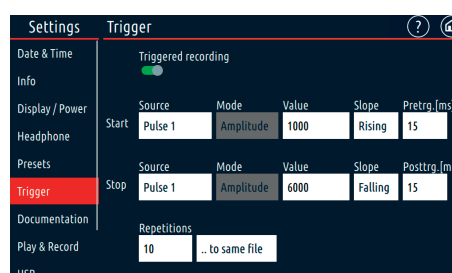 Settings
Trigger
?
Date & Time
Info
Display / Power
Headphone
Presets
Trigger
Documentation
Play & Record
Triggered recording
Source Mode Value Slope Pretrg.[m
Start Pulse 1 Amplitude 1000 Rising 15
Source Mode Value Slope Posttrg.[m
Stop Pulse 1 Amplitude 6000 Falling 15
Repetitions
10 .. to same file